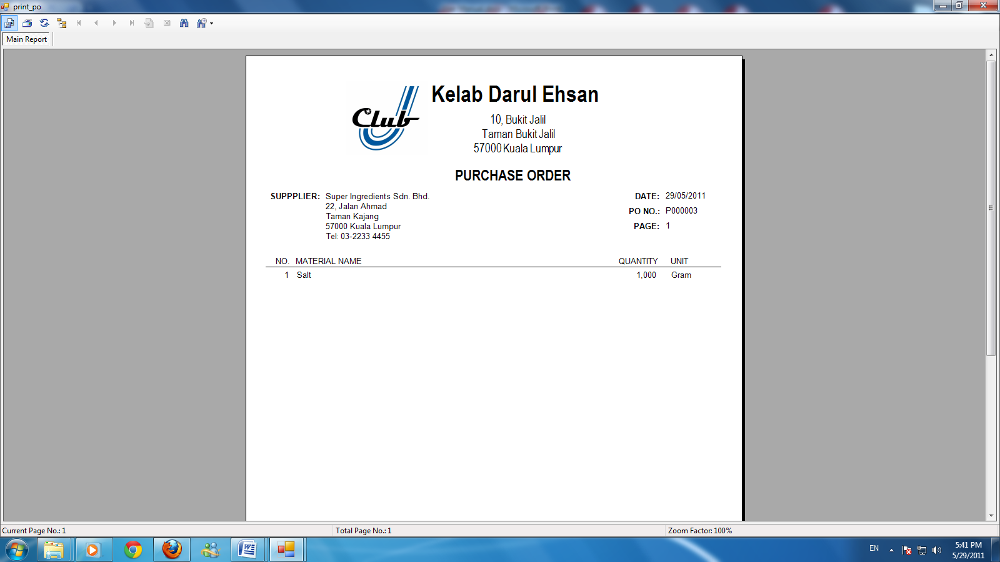 print_po
Main Report
Club
Kelab Darul Ehsan
10, Bukit Jalil
Taman Bukit Jalil
57000 Kuala Lumpur
PURCHASE ORDER
SUPPPLIER: Super Ingredients Sdn. Bhd.
22, Jalan Ahmad
Taman Kajang
57000 Kuala Lumpur
Tel: 03-2233 4455
DATE: 29/05/2011
PO NO.: P000003
PAGE: 1
NO. MATERIAL NAME QUANTITY UNIT
1 Salt 1,000 Gram
Current Page No.: 1 Total Page No.: 1 Zoom Factor: 100%
EN 5:41 PM
5/29/2011